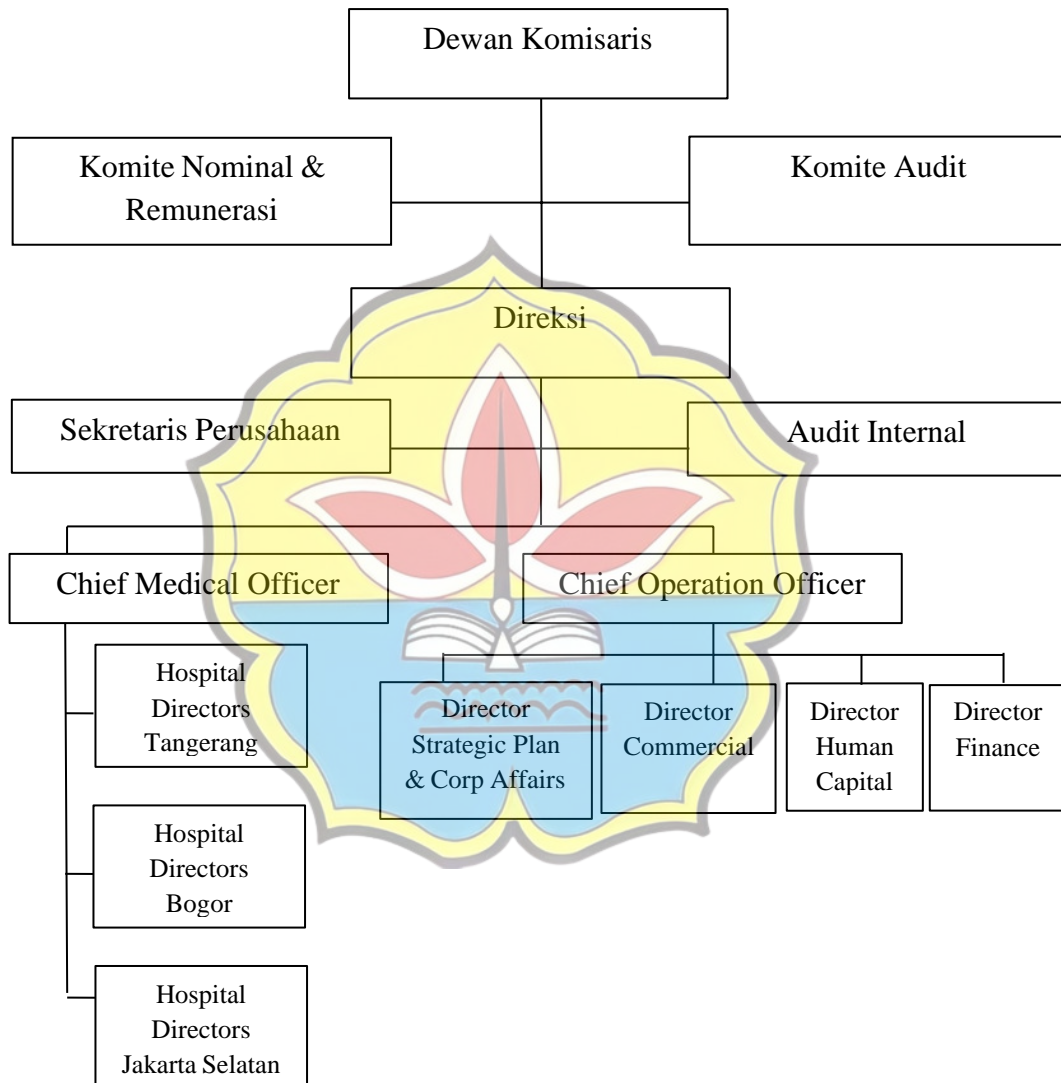 Dewan Komisaris
Komite Nominal &
Remunerasi
Komite Audit
Direksi
Sekretaris Perusahaan
Audit Internal
Chief Medical Officer
Chief Operation Officer
Hospital
Directors
Tangerang
Director
Strategic Plan
& Corp Affairs
Director
Commercial
Director
Human
Capital
Director
Finance
Hospital
Directors
Bogor
Hospital
Directors
Jakarta Selatan